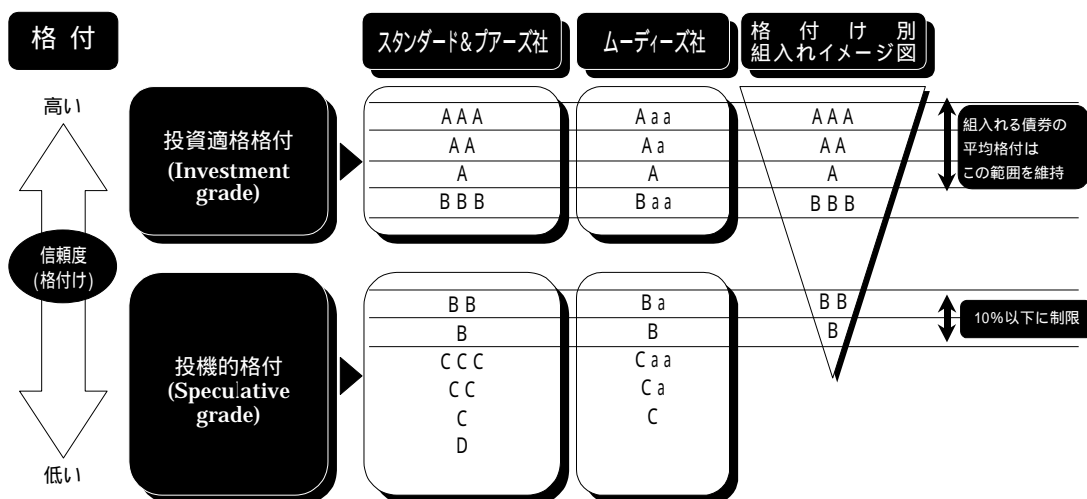 格付
スタンダード&プアーズ社
ムーディーズ社
格付け別
組入れイメージ図
高い
信頼度
(格付け)
低い
投資適格格付
(Investment
grade)
AAA
AA
A
BBB
Aaa
Aa
A
Baa
AAA
AA
A
BBB
組入れる債券の
平均格付は
この範囲を維持
投機的格付
(Speculative
grade)
BB
B
CCC
CC
C
D
Ba
B
Caa
Ca
C
BB
B
10%以下に制限